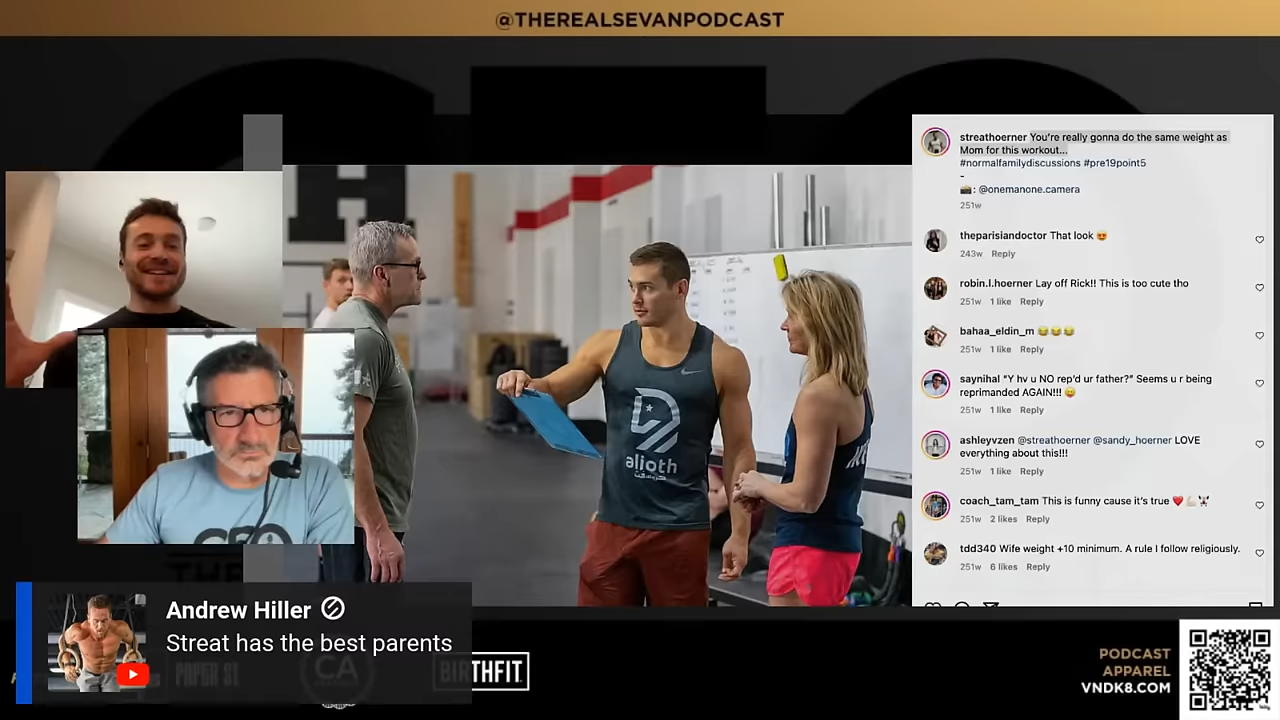 @THEREALSEVANPODCAST
streathoerner You're really gonna do the same weight as
Mom for this workout...
#normalfamilydiscussions #pre19point5
-
: @onemanone.camera
251w
theparisiandoctor That look 😍
243w Reply
robin.l.hoerner Lay off Rick!! This is too cute tho
251w 1 like Reply
bahaa_eldin_m 😂😂😂
251w 1 like Reply
saynihal "Y hv u NO rep'd ur father?" Seems u r being
reprimanded AGAIN!!! 😛
251w 1 like Reply
ashleyvzen @streathoerner @sandy_hoerner LOVE
everything about this!!!
251w 1 like Reply
coach_tam_tam This is funny cause it's true
251w 2 likes Reply
tdd340 Wife weight +10 minimum. A rule I follow religiously.
251w 6 likes Reply
H
alioth
Andrew Hiller
Streat has the best parents
PAPER ST
CA
BIRTHFIT
PODCAST
APPAREL
VNDK8.COM